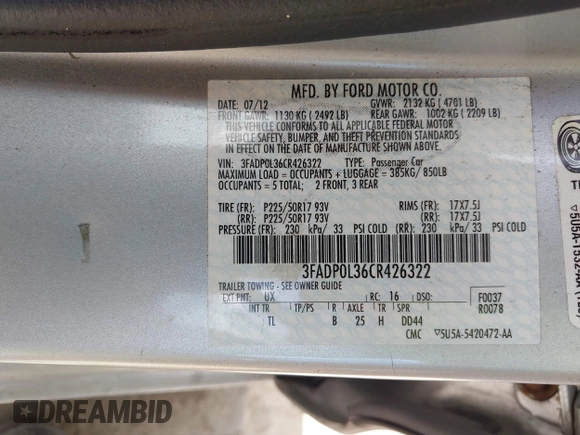 MFD. BY FORD MOTOR CO.
DATE: 07/12 GVWR: 2132 KG (4701 LB)
FRONT GAWR: 1130 KG (2492 LB) REAR GAWR: 1002 KG (2209 LB)
THIS VEHICLE CONFORMS TO ALL APPLICABLE FEDERAL MOTOR
VEHICLE SAFETY, BUMPER, AND THEFT PREVENTION STANDARDS
IN EFFECT ON THE DATE OF MANUFACTURE SHOWN ABOVE.
VIN: 3FADP0L36CR426322 TYPE: Passenger Car
MAXIMUM LOAD = OCCUPANTS + LUGGAGE = 385KG/ 850LB
OCCUPANTS = 5 TOTAL; 2 FRONT, 3 REAR
TIRE (FR): P225/50R17 93V RIMS (FR): 17X7.5J
(RR): P225/50R17 93V (RR): 17X7.5J
PRESSURE (FR): 230 kPa/ 33 PSI COLD (RR): 230 kPa/ 33 PSI COLD
3FADP0L36CR426322
TRAILER TOWING - SEE OWNER GUIDE
EXT PNT: UX RC: 16 DSO: F0037
INT TR TP/PS R AXLE TR SPR R0078
TL B 25 H DD44
CMC 5U5A-5420472-AA
DREAMBID